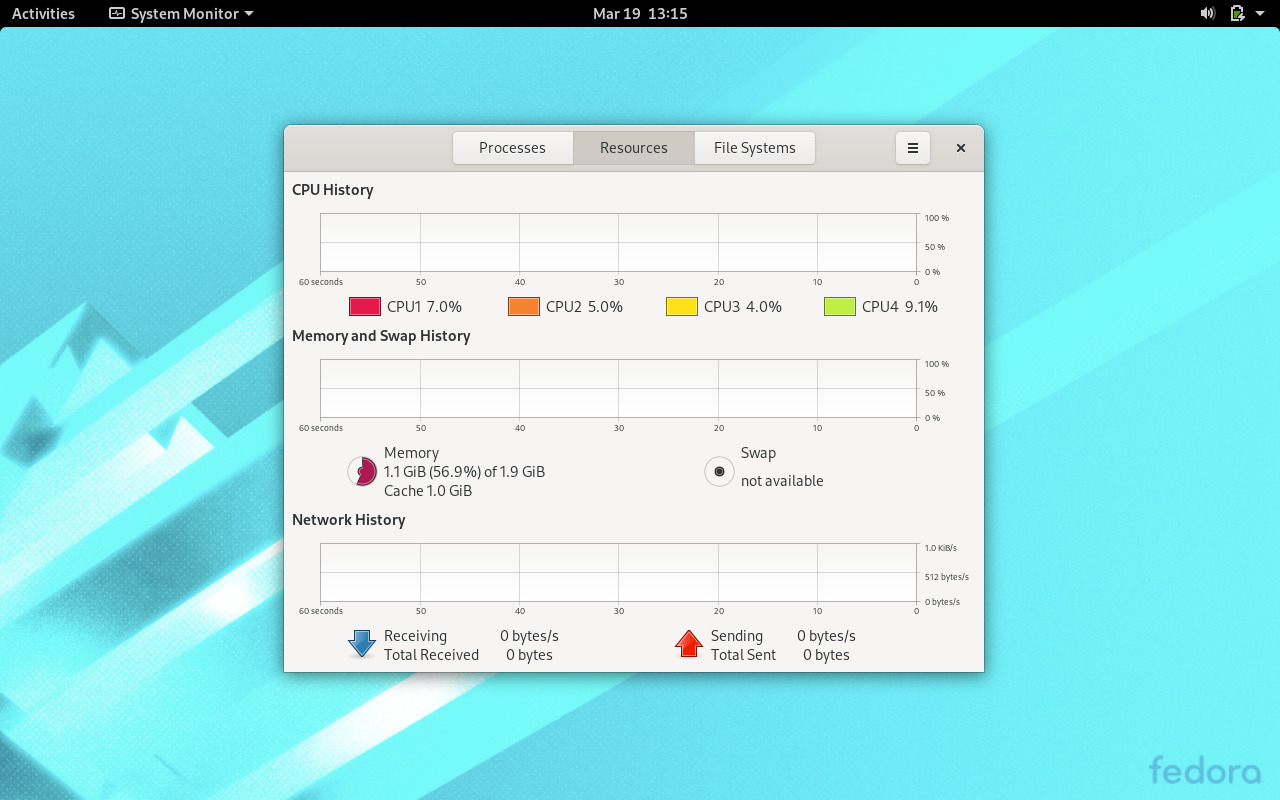 Activities System Monitor Mar 19 13:15
Processes Resources File Systems
CPU History
100 %
50 %
0 %
60 seconds 50 40 30 20 10 0
CPU1 7.0% CPU2 5.0% CPU3 4.0% CPU4 9.1%
Memory and Swap History
100 %
50 %
0 %
60 seconds 50 40 30 20 10 0
Memory
1.1 GiB (56.9%) of 1.9 GiB
Cache 1.0 GiB
Swap
not available
Network History
1.0 KiB/s
512 bytes/s
0 bytes/s
60 seconds 50 40 30 20 10 0
Receiving 0 bytes/s Sending 0 bytes/s
Total Received 0 bytes Total Sent 0 bytes
fedora